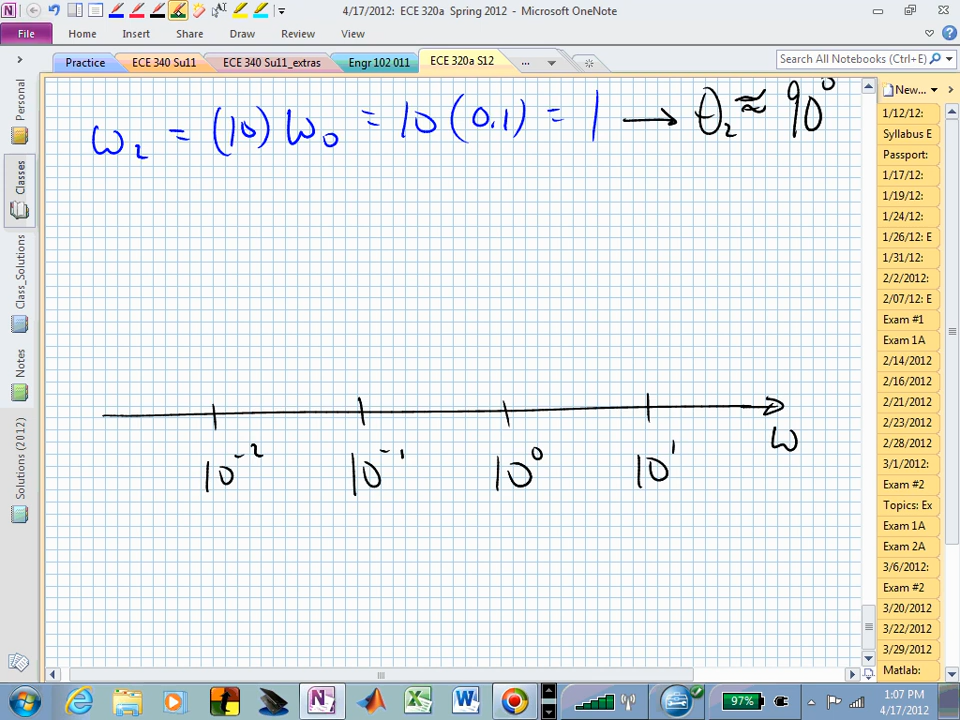 4/17/2012: ECE 320a Spring 2012 - Microsoft OneNote
File Home Insert Share Draw Review View
Practice ECE 340 Su11 ECE 340 Su11_extras Engr 102 011 ECE 320a S12 ...
Search All Notebooks (Ctrl+E)
Personal
Classes
Class_Solutions
Notes
Solutions (2012)
ω₂ = (10) ω₀ = 10 (0.1) = 1 → θ₂ ≈ 90°
ω
10⁻² 10⁻¹ 10⁰ 10¹
New...
1/12/12:
Syllabus E
Passport:
1/17/12:
1/19/12:
1/24/12:
1/26/12: E
1/31/12:
2/2/2012:
2/07/12: E
Exam #1
Exam 1A
2/14/2012
2/16/2012
2/21/2012
2/23/2012
2/28/2012
3/1/2012:
Exam #2
Topics: Ex
Exam 1A
Exam 2A
3/6/2012:
Exam #2
3/20/2012
3/22/2012
3/29/2012
Matlab:
97%
1:07 PM
4/17/2012